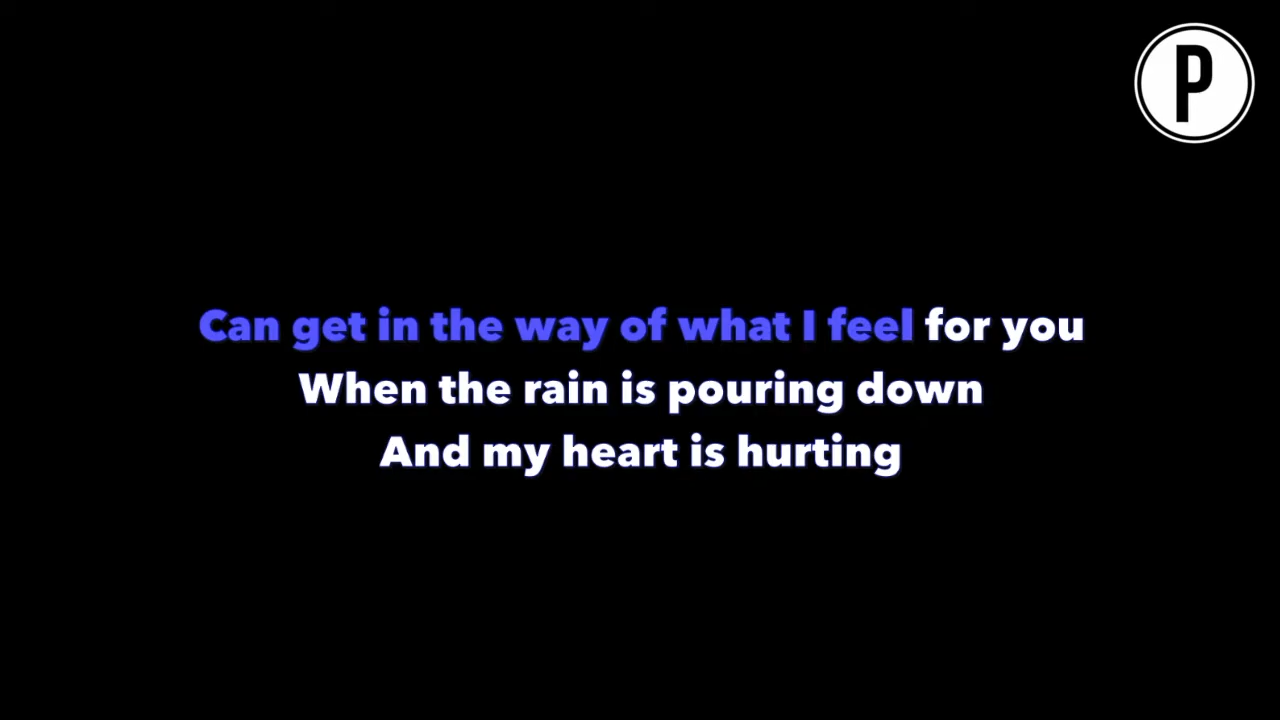 P
Can get in the way of what I feel for you
When the rain is pouring down
And my heart is hurting